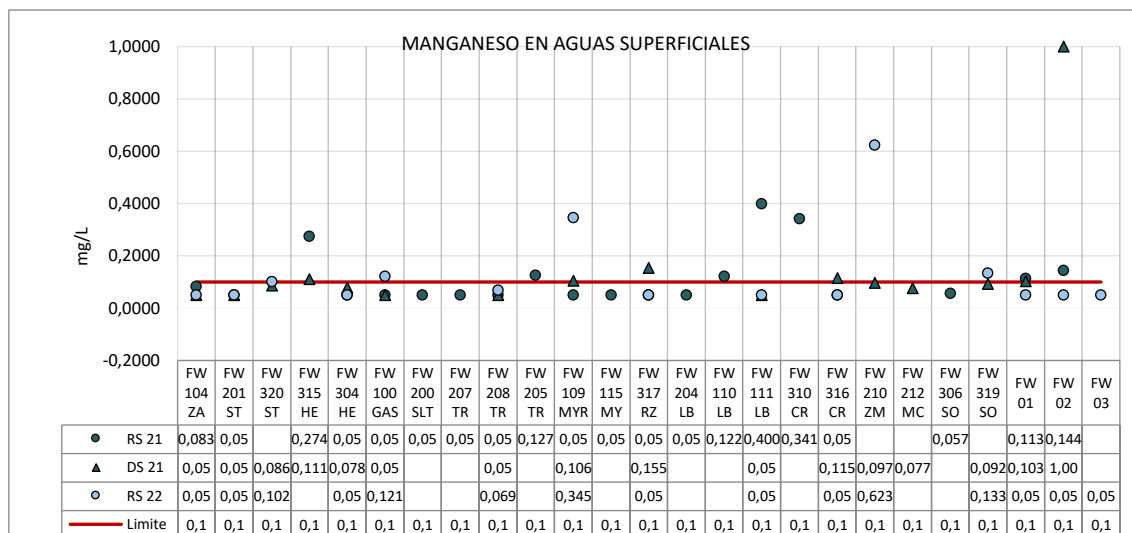 MANGANESO EN AGUAS SUPERFICIALES
mg/L
1,0000
0,8000
0,6000
0,4000
0,2000
0,0000
-0,2000
FW FW FW FW FW FW FW FW FW FW FW FW FW FW FW FW FW FW FW FW FW FW FW FW FW
104 201 320 315 304 100 200 207 208 205 109 115 317 204 110 111 310 316 210 212 306 319 01 02 03
ZA ST ST HE HE GAS SLT TR TR TR MYR MY RZ LB LB LB CR CR ZM MC SO SO
RS 21 0,083 0,05 0,274 0,05 0,05 0,05 0,05 0,05 0,127 0,05 0,05 0,05 0,05 0,122 0,400 0,341 0,05 0,057 0,113 0,144
DS 21 0,05 0,05 0,086 0,111 0,078 0,05 0,05 0,106 0,155 0,05 0,115 0,097 0,077 0,092 0,103 1,00
RS 22 0,05 0,05 0,102 0,05 0,121 0,069 0,345 0,05 0,05 0,05 0,623 0,133 0,05 0,05 0,05
Limite 0,1 0,1 0,1 0,1 0,1 0,1 0,1 0,1 0,1 0,1 0,1 0,1 0,1 0,1 0,1 0,1 0,1 0,1 0,1 0,1 0,1 0,1 0,1 0,1 0,1